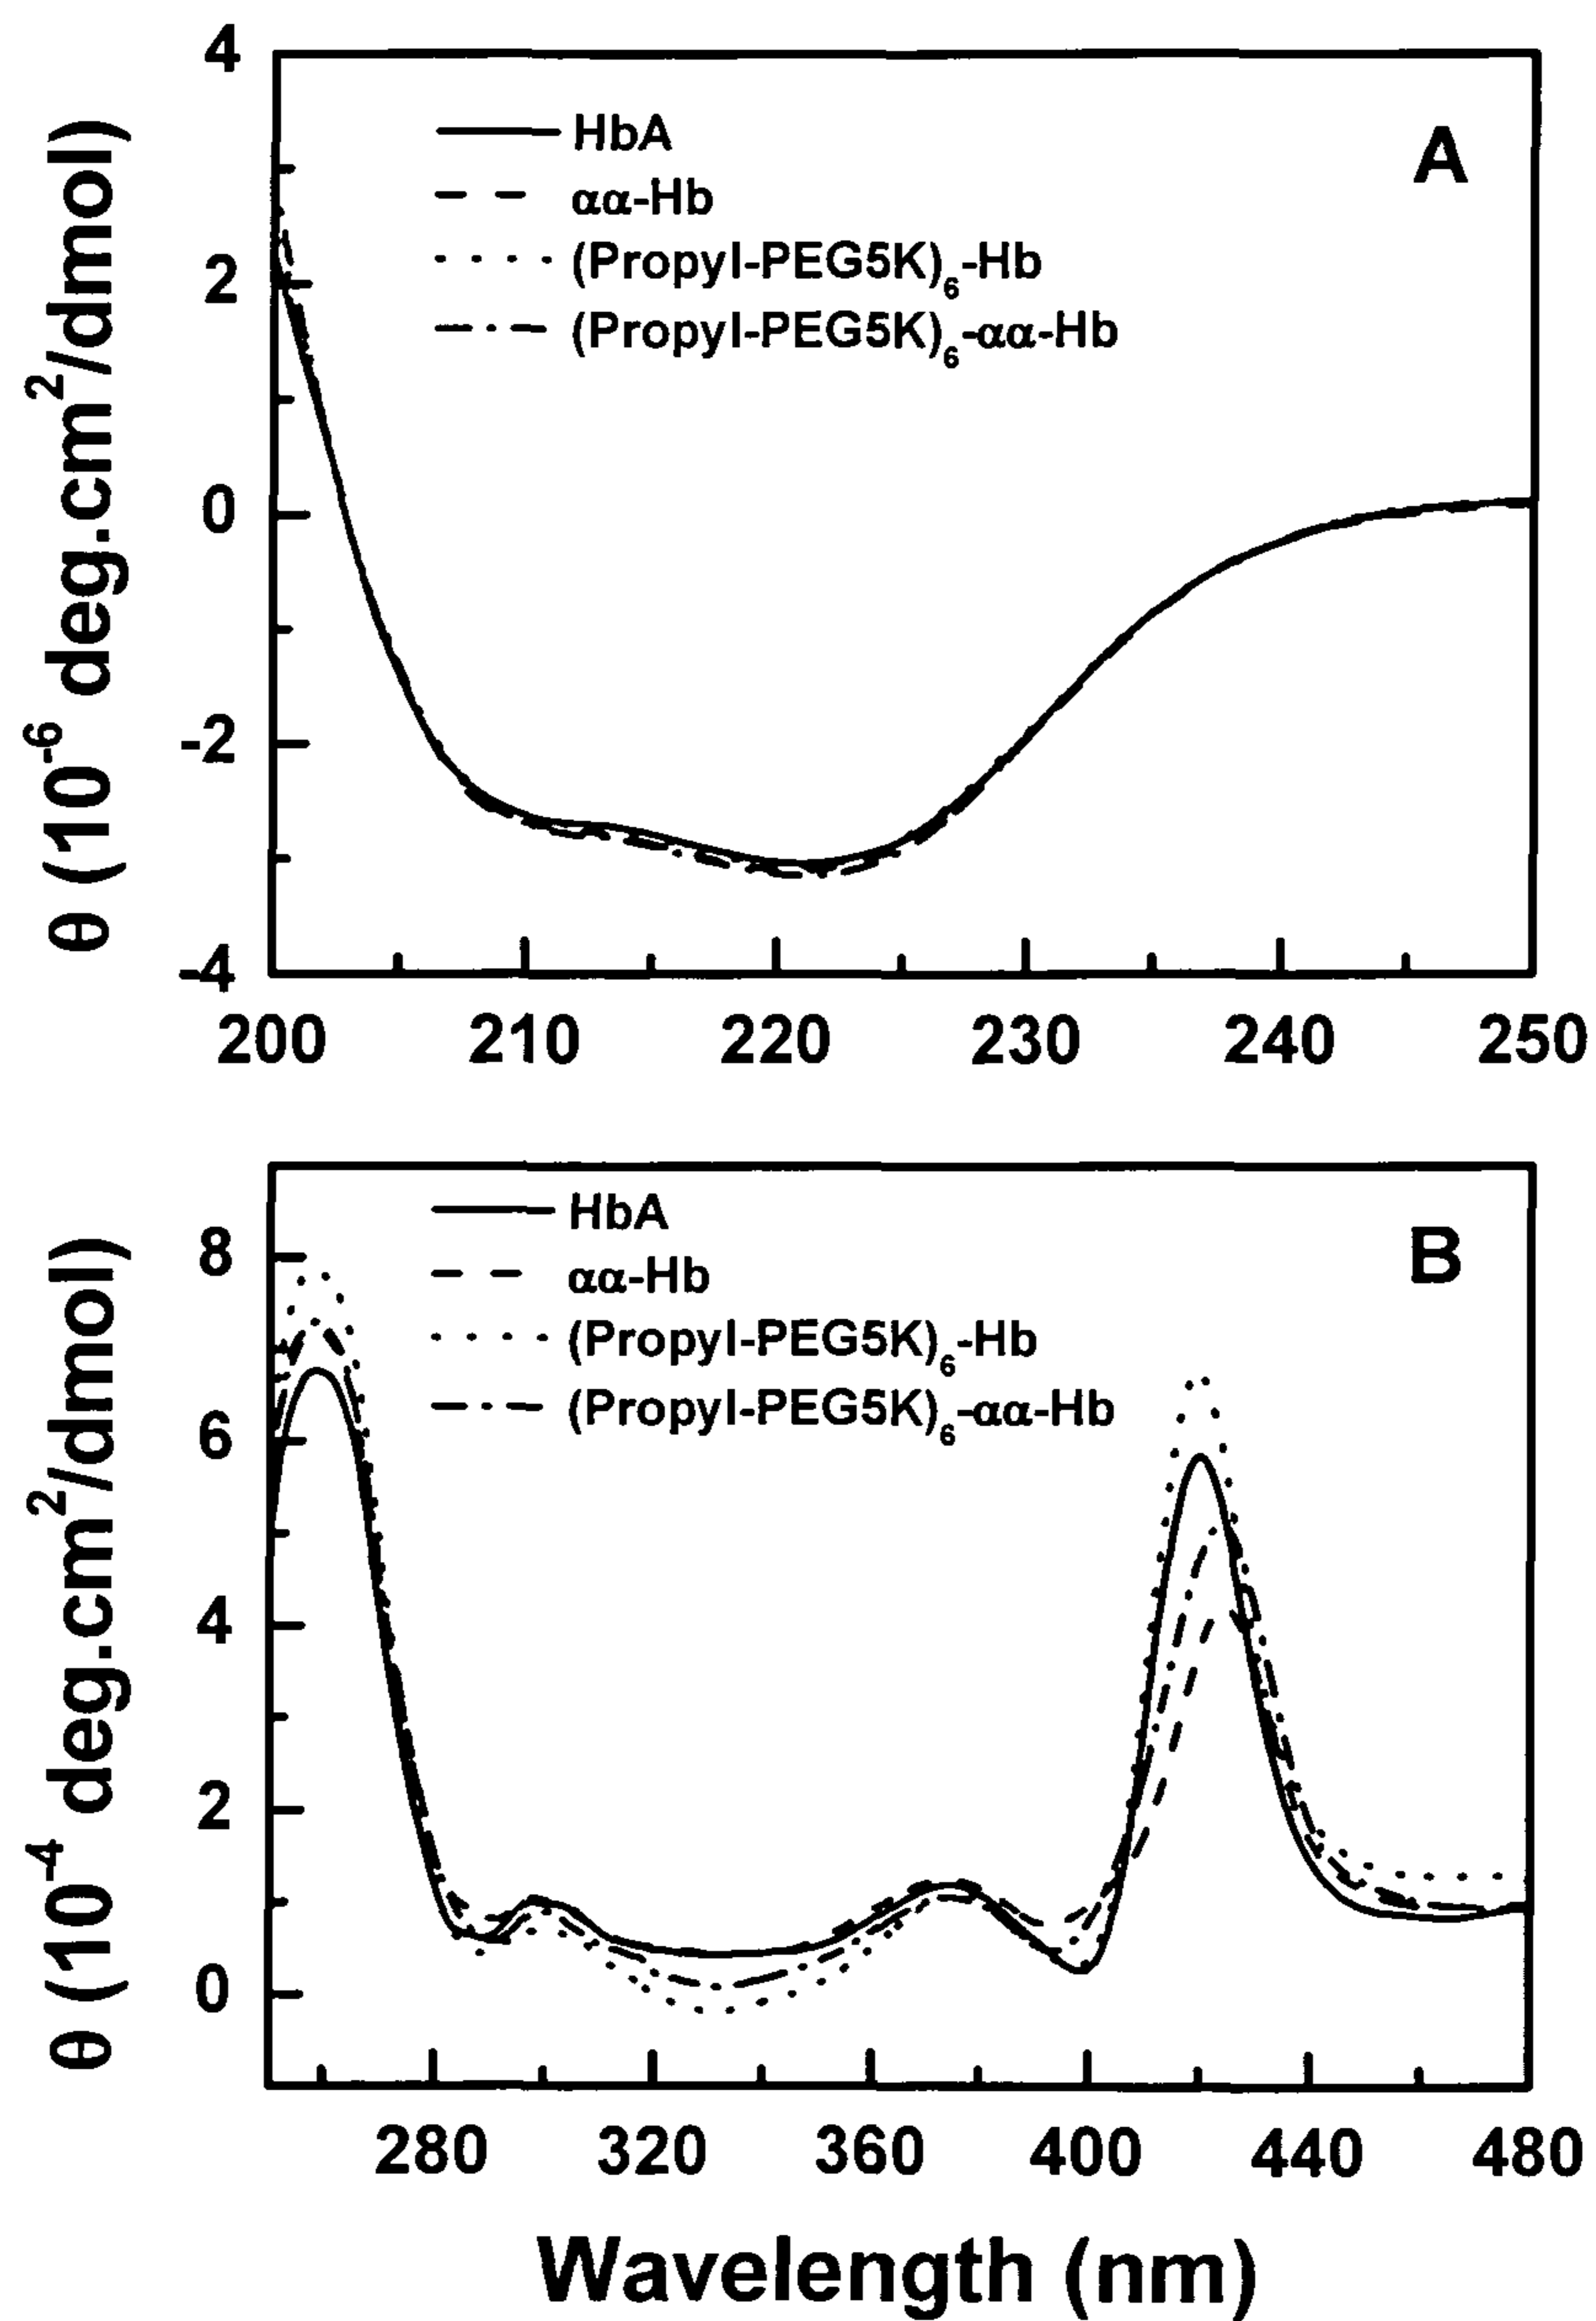 4
2
0
-2
-4
θ (10⁻⁶ deg.cm²/dmol)
HbA
αα-Hb
(Propyl-PEG5K)₆-Hb
(Propyl-PEG5K)₆-αα-Hb
A
200 210 220 230 240 250
8
6
4
2
0
θ (10⁻⁴ deg.cm²/dmol)
HbA
αα-Hb
(Propyl-PEG5K)₆-Hb
(Propyl-PEG5K)₆-αα-Hb
B
280 320 360 400 440 480
Wavelength (nm)